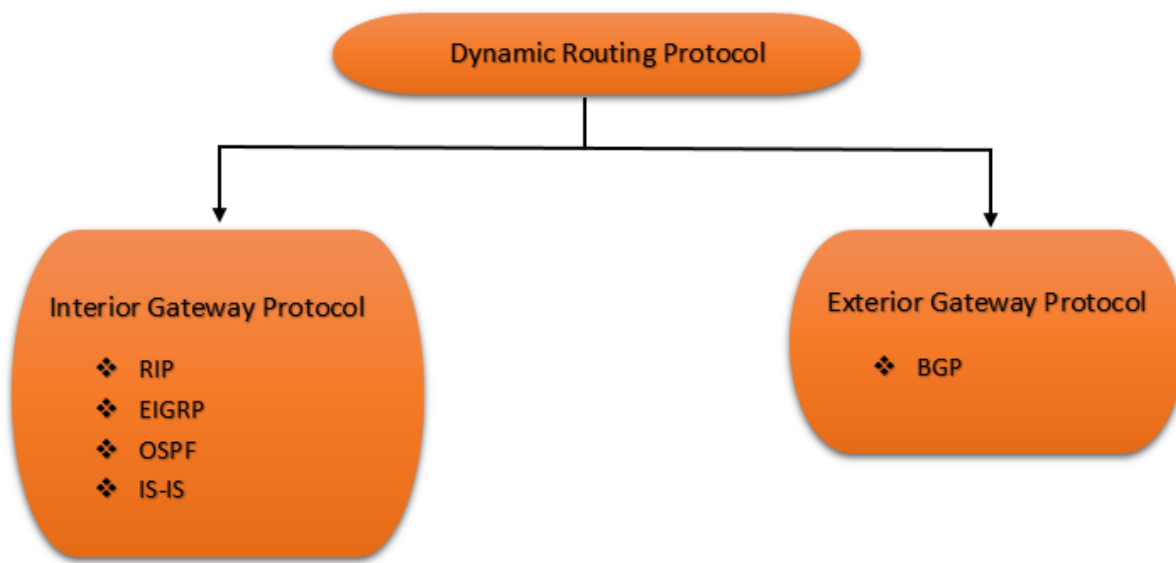 Dynamic Routing Protocol
Interior Gateway Protocol
❖ RIP
❖ EIGRP
❖ OSPF
❖ IS-IS
Exterior Gateway Protocol
❖ BGP